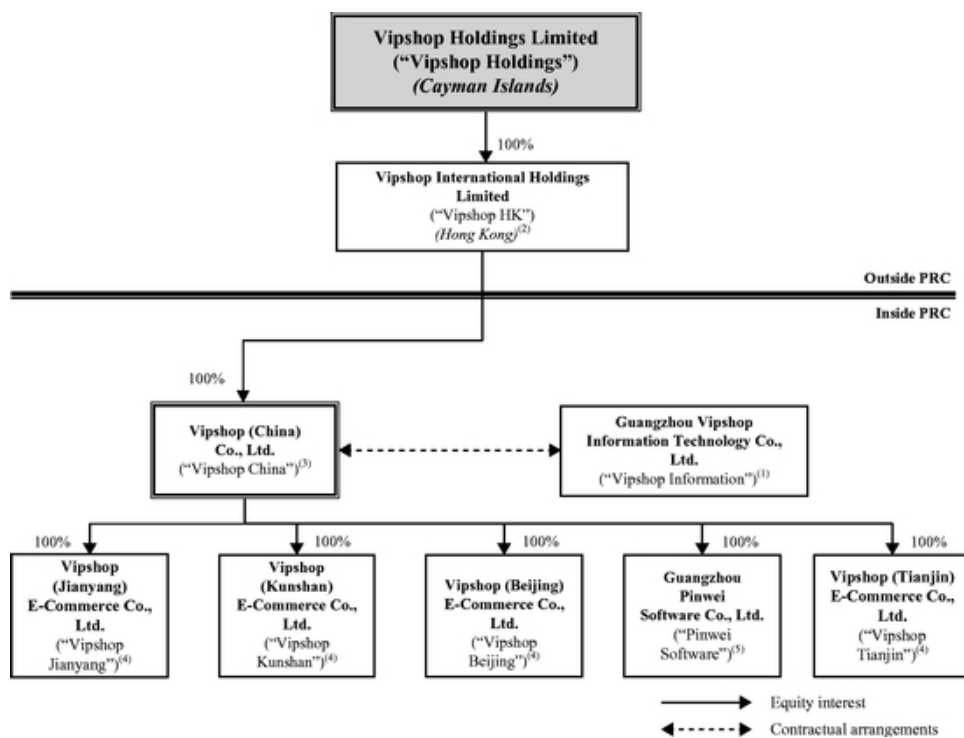 Vipshop Holdings Limited
(“Vipshop Holdings”)
(Cayman Islands)
100%
Vipshop International Holdings
Limited
(“Vipshop HK”)
(Hong Kong)(2)
Outside PRC
Inside PRC
100%
Vipshop (China)
Co., Ltd.
(“Vipshop China”)(3)
Guangzhou Vipshop
Information Technology Co.,
Ltd.
(“Vipshop Information”)(1)
100%
Vipshop
(Jianyang)
E-Commerce Co.,
Ltd.
(“Vipshop
Jianyang”)(4)
100%
Vipshop
(Kunshan)
E-Commerce Co.,
Ltd.
(“Vipshop
Kunshan”)(4)
100%
Vipshop (Beijing)
E-Commerce Co.,
Ltd.
(“Vipshop
Beijing”)(4)
100%
Guangzhou
Pinwei
Software Co., Ltd.
(“Pinwei
Software”)(5)
100%
Vipshop (Tianjin)
E-Commerce Co.,
Ltd.
(“Vipshop
Tianjin”)(4)
Equity interest
Contractual arrangements